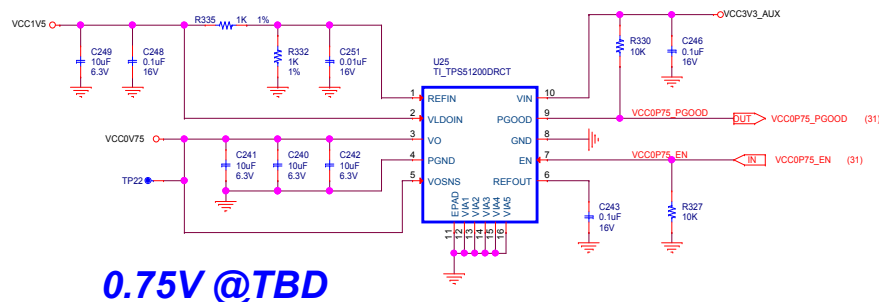 VCC1V5
R335
1K
1%
VCC3V3_AUX
C249
10uF
6.3V
C248
0.1uF
16V
R332
1K
1%
C251
0.01uF
16V
U25
TI_TPS51200DRCT
R330
10K
C246
0.1uF
16V
1
REFIN
VIN
10
2
VLDOIN
PGOOD
9
VCC0P75_PGOOD
OUT
VCC0P75_PGOOD
(31)
VCC0V75
3
VO
GND
8
4
PGND
EN
7
VCC0P75_EN
IN
VCC0P75_EN
(31)
C241
10uF
6.3V
C240
10uF
6.3V
C242
10uF
6.3V
TP22
5
VOSNS
REFOUT
6
EPAD
VIA1
VIA2
VIA3
VIA4
VIA5
11
12
13
14
15
16
C243
0.1uF
16V
R327
10K
0.75V @TBD